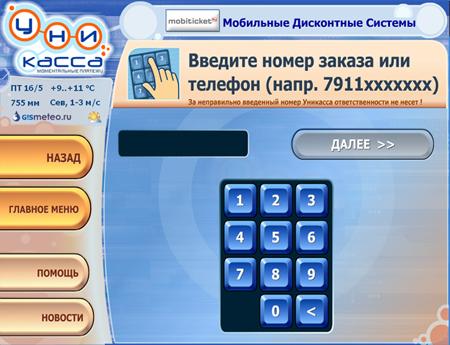 УНИ
касса
МОМЕНТАЛЬНЫЕ ПЛАТЕЖИ
mobiticket
Мобильные Дисконтные Системы
Введите номер заказа или
телефон (напр. 7911xxxxxxx)
За неправильно введенный номер Уникасса ответственности не несет !
ПТ 16/5 +9..+11 °C
755 мм Сев, 1-3 м/с
GISmeteo.ru
НАЗАД
ГЛАВНОЕ МЕНЮ
ПОМОЩЬ
НОВОСТИ
ДАЛЕЕ >>
1 2 3
4 5 6
7 8 9
0 <